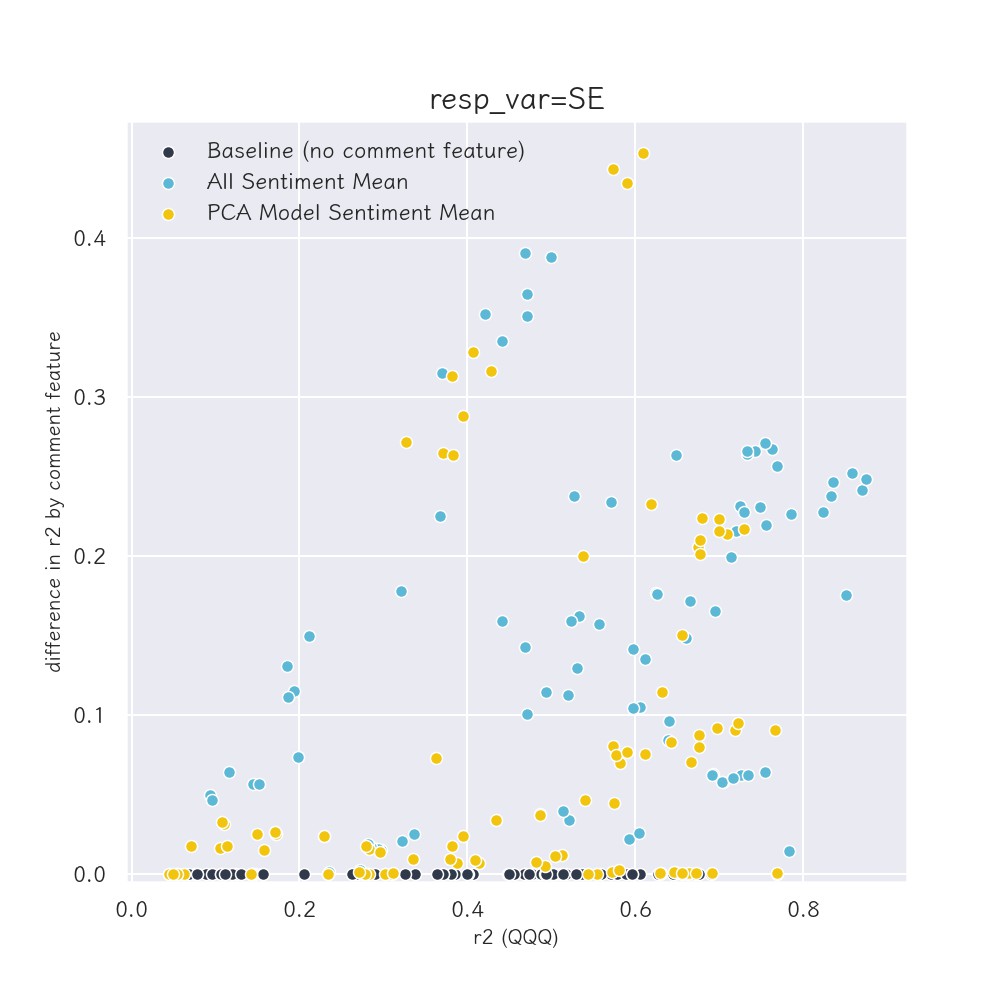 resp_var=SE
Baseline (no comment feature)
All Sentiment Mean
PCA Model Sentiment Mean
difference in r2 by comment feature
0.4
0.3
0.2
0.1
0.0
0.0 0.2 0.4 0.6 0.8
r2 (QQQ)